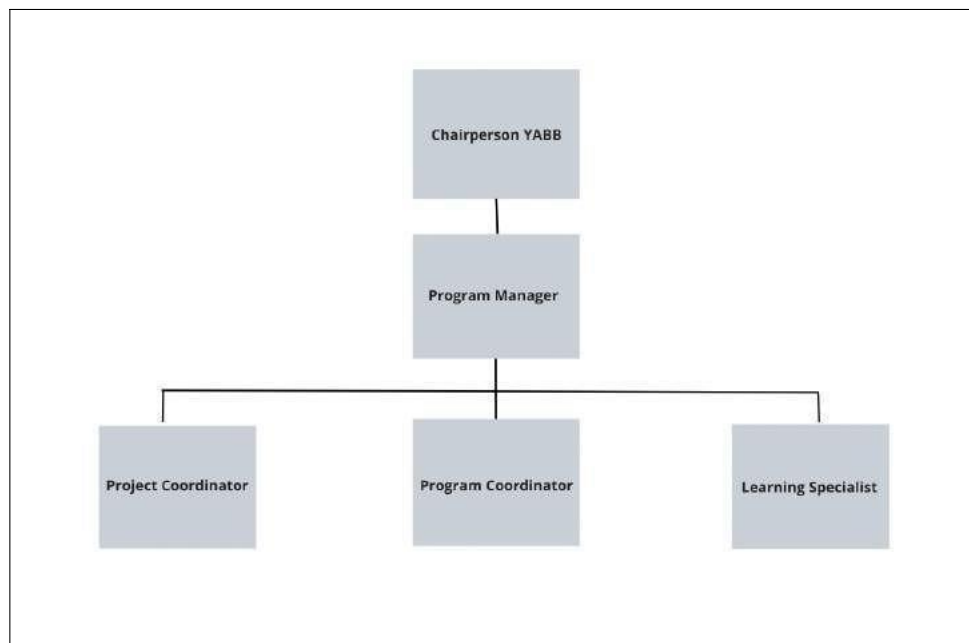 Chairperson YABB
Program Manager
Project Coordinator
Program Coordinator
Learning Specialist